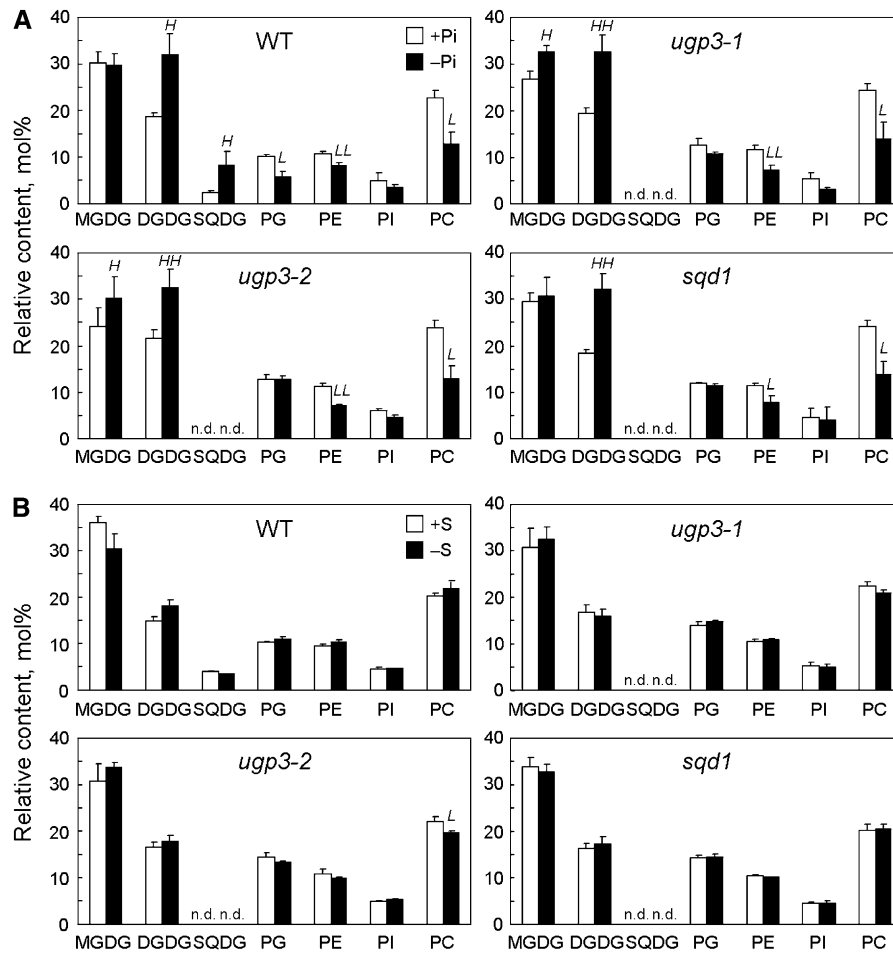 A
Relative content, mol%
40
30
20
10
0
WT
+Pi
–Pi
H
H
L
LL
L
MGDG DGDG SQDG PG PE PI PC
40
30
20
10
0
ugp3-1
H
HH
n.d. n.d.
LL
L
MGDG DGDG SQDG PG PE PI PC
40
30
20
10
0
ugp3-2
H
HH
n.d. n.d.
LL
L
MGDG DGDG SQDG PG PE PI PC
40
30
20
10
0
sqd1
HH
n.d. n.d.
L
L
MGDG DGDG SQDG PG PE PI PC
B
Relative content, mol%
40
30
20
10
0
WT
+S
–S
MGDG DGDG SQDG PG PE PI PC
40
30
20
10
0
ugp3-1
n.d. n.d.
MGDG DGDG SQDG PG PE PI PC
40
30
20
10
0
ugp3-2
n.d. n.d.
L
MGDG DGDG SQDG PG PE PI PC
40
30
20
10
0
sqd1
n.d. n.d.
MGDG DGDG SQDG PG PE PI PC